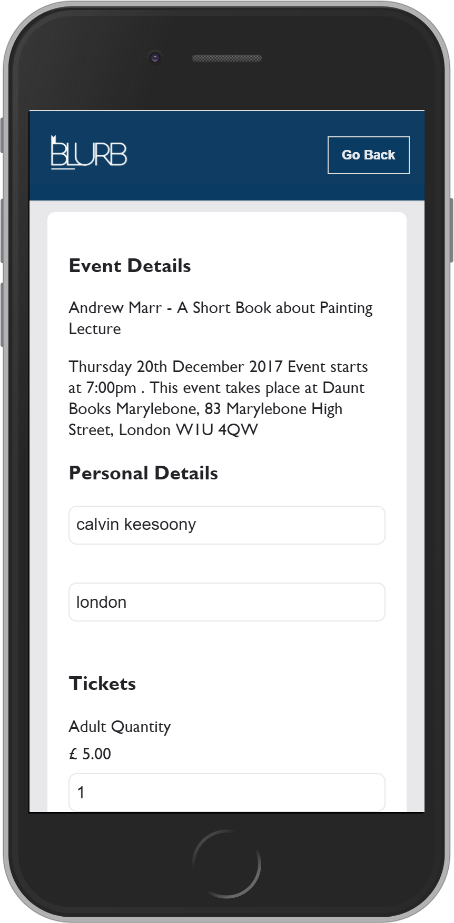 BLURB
Go Back
Event Details
Andrew Marr - A Short Book about Painting
Lecture
Thursday 20th December 2017 Event starts
at 7:00pm . This event takes place at Daunt
Books Marylebone, 83 Marylebone High
Street, London W1U 4QW
Personal Details
calvin keesoony
london
Tickets
Adult Quantity
£ 5.00
1